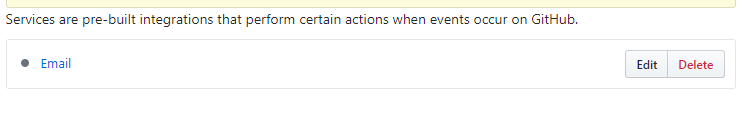 Services are pre-built integrations that perform certain actions when events occur on GitHub.
Email Edit Delete